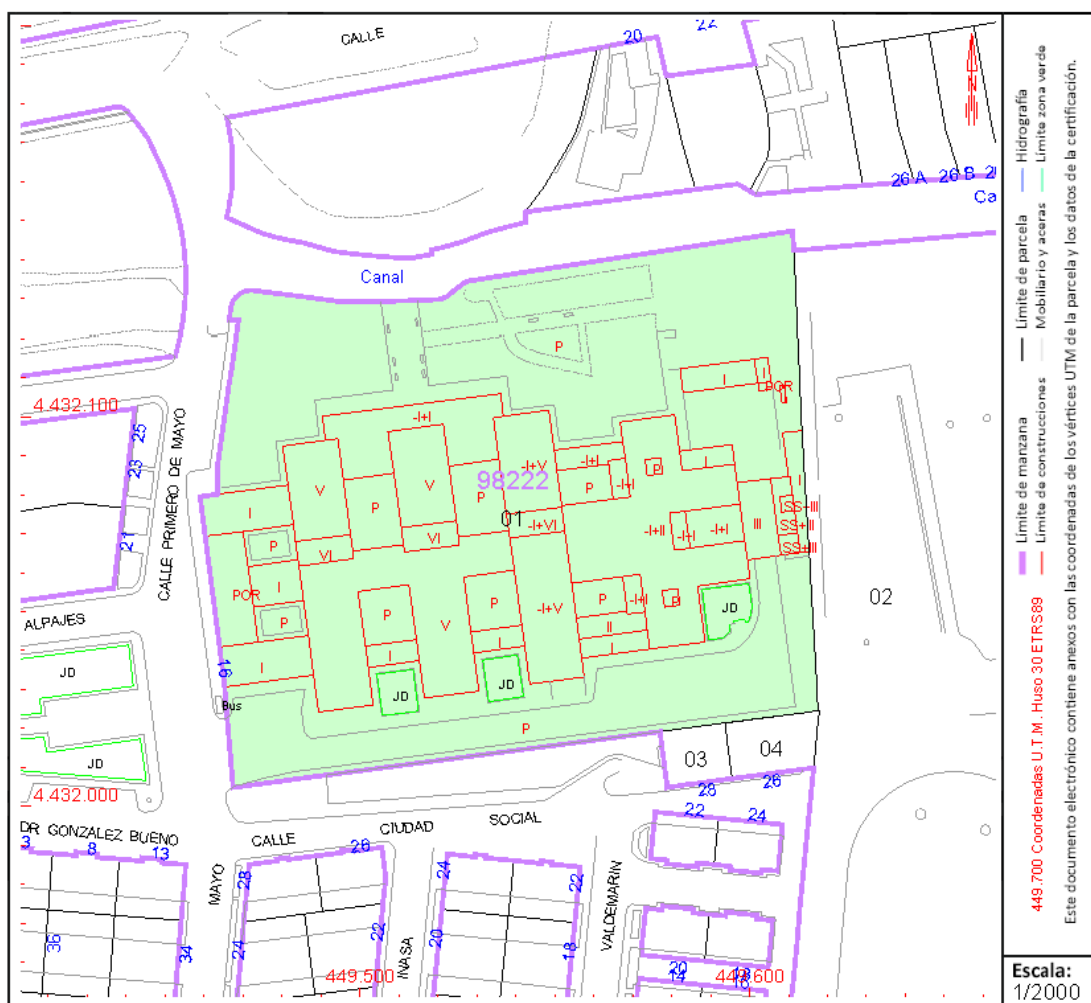 CALLE
20
22
26 A
26 B
Ca
Canal
4.432.100
25
23
21
CALLE PRIMERO DE MAYO
ALPAJES
JD
JD
16
Bus
4.432.000
P
-I+I
I
I
POR
I
V
V
P
P
-I+V
-I+I
P
-I+I
P
I
I
98222
01
-I+VI
VI
VI
-I+II
-I+I
-I+I
III
SS+III
SS+II
SS+III
I
P
I
POR
P
I
P
P
I
V
I
-I+V
P
-I+I
P
II
I
JD
JD
JD
P
02
03
04
28
26
DR GONZALEZ BUENO
3
8
13
CALLE
CIUDAD
SOCIAL
MAYO
26
28
24
22
36
34
INASA
24
20
22
18
VALDEMARIN
22
24
20
14
18
16
449.500
449.600
N
Límite de manzana
Límite de parcela
Hidrografía
449.700 Coordenadas U.T.M. Huso 30 ETRS89
Límite de construcciones
Mobiliario y aceras
Límite zona verde
Este documento electrónico contiene anexos con las coordenadas de los vértices UTM de la parcela y los datos de la certificación.
Escala:
1/2000